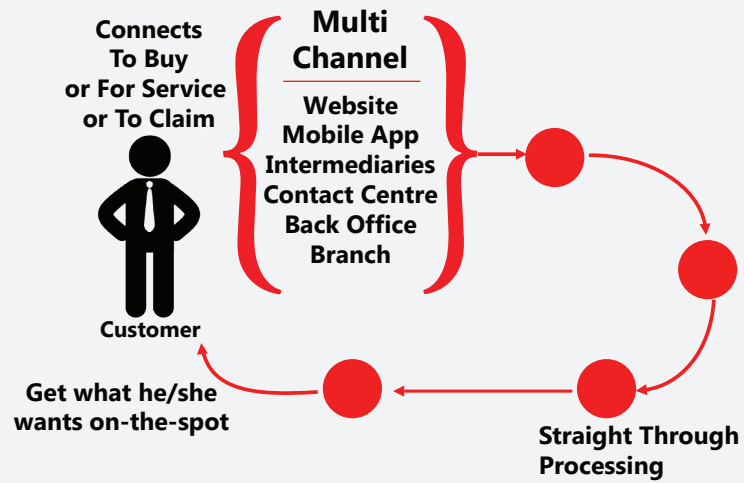 Connects
To Buy
or For Service
or To Claim
Customer
Multi
Channel
Website
Mobile App
Intermediaries
Contact Centre
Back Office
Branch
Straight Through
Processing
Get what he/she
wants on-the-spot